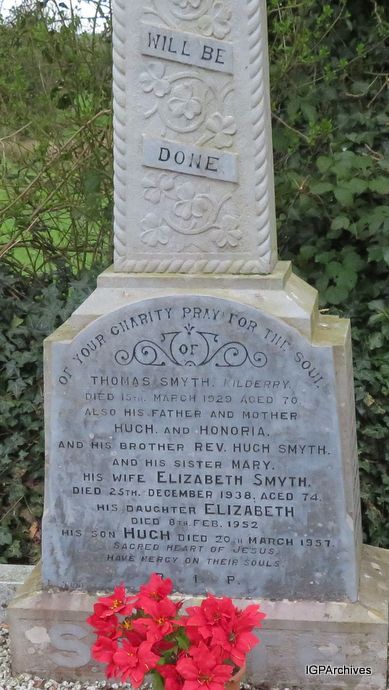 WILL BE
DONE
OF YOUR CHARITY PRAY FOR THE SOUL
OF
THOMAS SMYTH. KILDERRY.
DIED 15TH. MARCH 1929 AGED 70.
ALSO HIS FATHER AND MOTHER
HUGH. AND HONORIA.
AND HIS BROTHER REV. HUGH SMYTH.
AND HIS SISTER MARY.
HIS WIFE ELIZABETH SMYTH.
DIED 25TH. DECEMBER 1938, AGED 74.
HIS DAUGHTER ELIZABETH
DIED 8TH FEB. 1952
HIS SON HUGH DIED 20TH MARCH 1957.
SACRED HEART OF JESUS.
HAVE MERCY ON THEIR SOULS
R. I. P.
S
IGPArchives